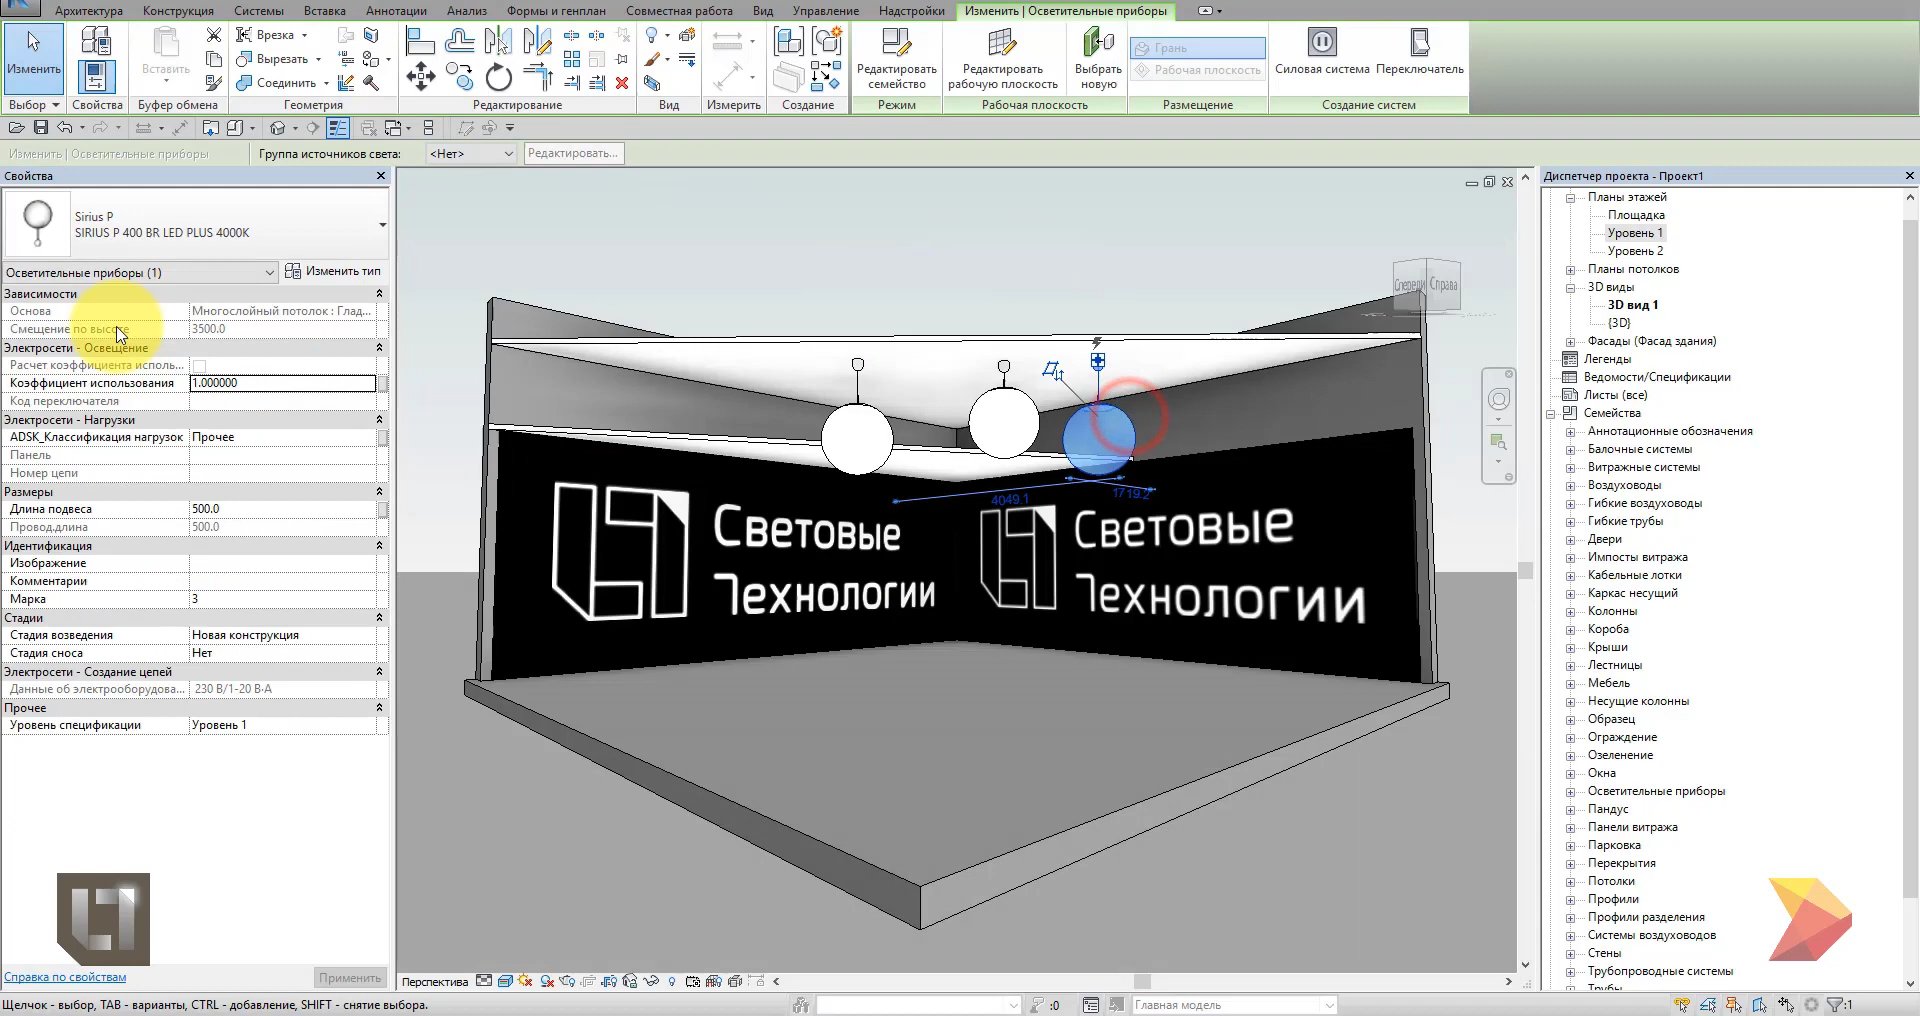 Архитектура Конструкция Системы Вставка Аннотации Анализ Формы и генплан Совместная работа Вид Управление Надстройки Изменить | Осветительные приборы
Изменить
Вставить
Врезка
Вырезать
Соединить
Редактировать семейство
Редактировать рабочую плоскость
Выбрать новую
Грань
Рабочая плоскость
Силовая система
Переключатель
Выбор Свойства Буфер обмена Геометрия Редактирование Вид Измерить Создание Режим Рабочая плоскость Размещение Создание систем
Изменить | Осветительные приборы Группа источников света: <Нет> Редактировать...
Свойства
Sirius P
SIRIUS P 400 BR LED PLUS 4000K
Осветительные приборы (1) Изменить тип
Зависимости
Основа Многослойный потолок : Глад...
Смещение по высоте 3500.0
Электросети - Освещение
Расчет коэффициента исполь...
Коэффициент использования 1.000000
Код переключателя
Электросети - Нагрузки
ADSK_Классификация нагрузок Прочее
Панель
Номер цепи
Размеры
Длина подвеса 500.0
Провод.длина 500.0
Идентификация
Изображение
Комментарии
Марка 3
Стадии
Стадия возведения Новая конструкция
Стадия сноса Нет
Электросети - Создание цепей
Данные об электрооборудова... 230 В/1-20 В·А
Прочее
Уровень спецификации Уровень 1
Справка по свойствам Применить
Спереди Справа
4049.1 1719.2
Световые
Технологии
Световые
Технологии
Перспектива
Диспетчер проекта - Проект1
Планы этажей
Площадка
Уровень 1
Уровень 2
Планы потолков
3D виды
3D вид 1
{3D}
Фасады (Фасад здания)
Легенды
Ведомости/Спецификации
Листы (все)
Семейства
Аннотационные обозначения
Балочные системы
Витражные системы
Воздуховоды
Гибкие воздуховоды
Гибкие трубы
Двери
Импосты витража
Кабельные лотки
Каркас несущий
Колонны
Короба
Крыши
Лестницы
Мебель
Несущие колонны
Образец
Ограждение
Озеленение
Окна
Осветительные приборы
Пандус
Панели витража
Парковка
Перекрытия
Потолки
Профили
Профили разделения
Системы воздуховодов
Стены
Трубопроводные системы
Трубы
Щелчок - выбор, TAB - варианты, CTRL - добавление, SHIFT - снятие выбора. :0 Главная модель :1